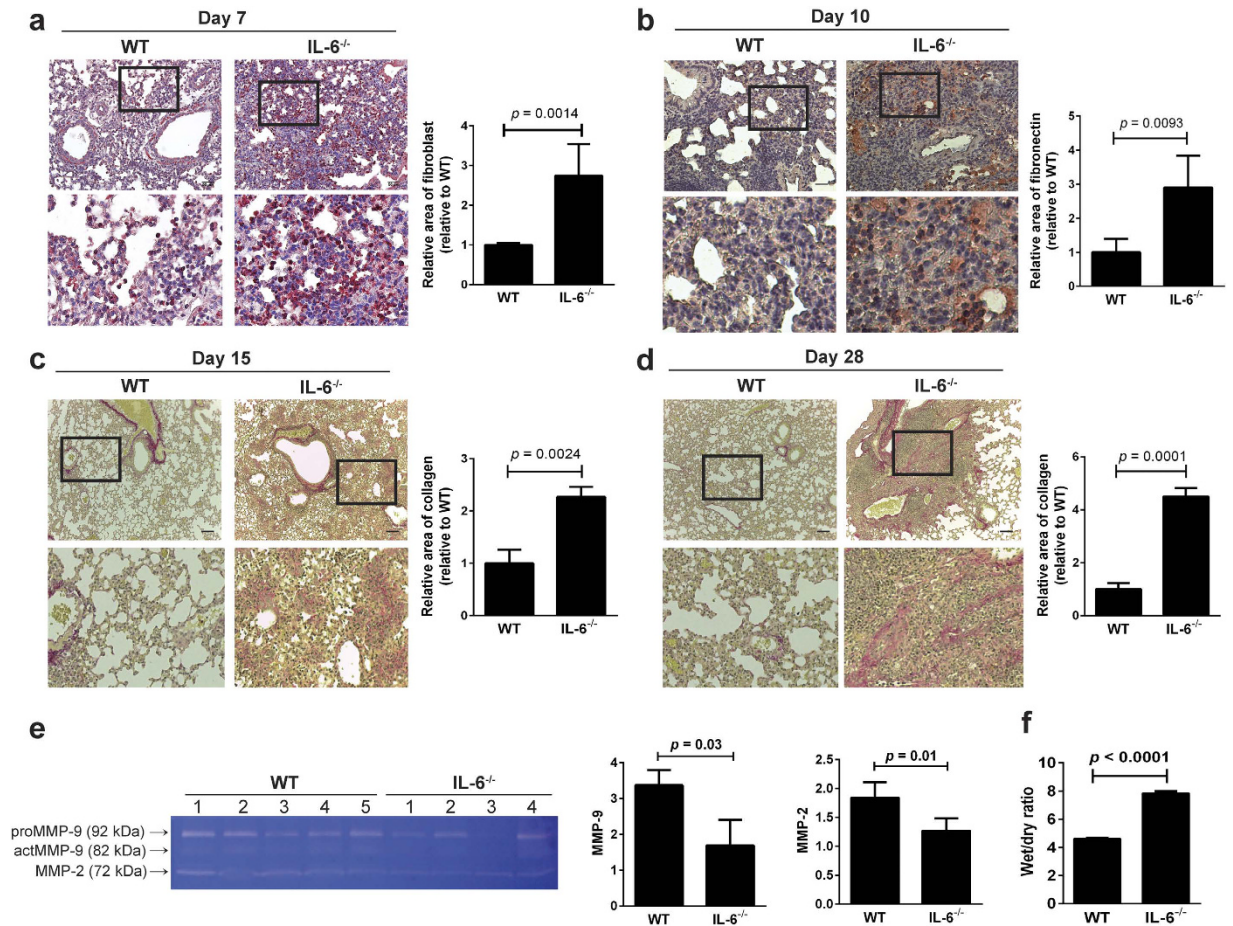 a
Day 7
WT IL-6-/-
p = 0.0014
Relative area of fibroblast
(relative to WT)
4
3
2
1
0
WT IL-6-/-
b
Day 10
WT IL-6-/-
p = 0.0093
Relative area of fibronectin
(relative to WT)
5
4
3
2
1
0
WT IL-6-/-
c
Day 15
WT IL-6-/-
p = 0.0024
Relative area of collagen
(relative to WT)
3
2
1
0
WT IL-6-/-
d
Day 28
WT IL-6-/-
p = 0.0001
Relative area of collagen
(relative to WT)
6
4
2
0
WT IL-6-/-
e
WT IL-6-/-
1 2 3 4 5 1 2 3 4
proMMP-9 (92 kDa) →
actMMP-9 (82 kDa) →
MMP-2 (72 kDa) →
p = 0.03
MMP-9
4
3
2
1
0
WT IL-6-/-
p = 0.01
MMP-2
2.5
2.0
1.5
1.0
0.5
0.0
WT IL-6-/-
f
p < 0.0001
Wet/dry ratio
10
8
6
4
2
0
WT IL-6-/-